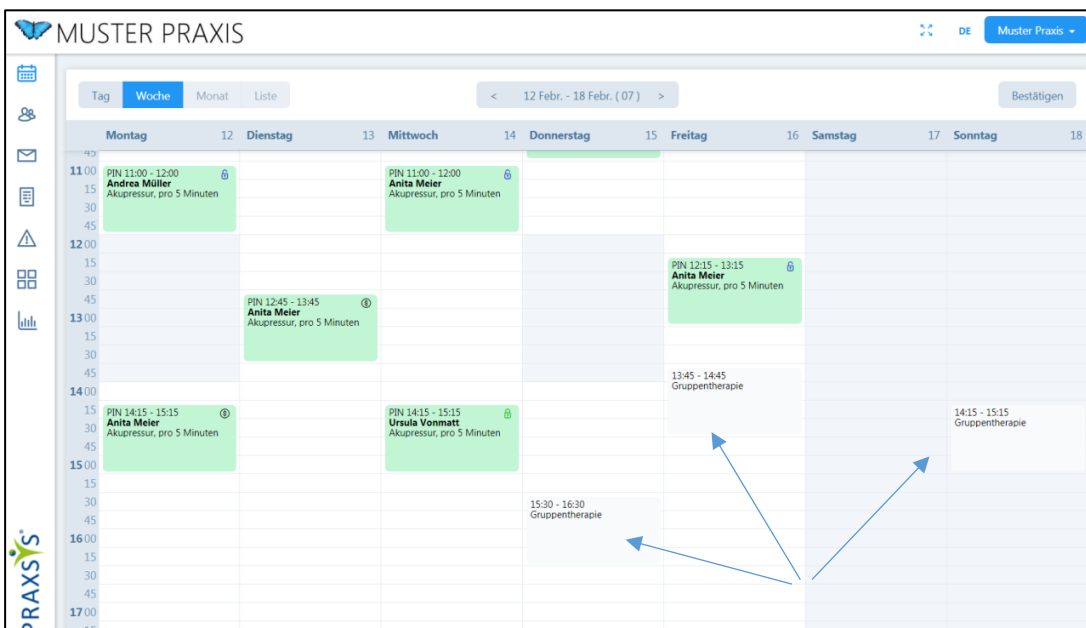 MUSTER PRAXIS
DE
Muster Praxis
Tag Woche Monat Liste
< 12 Febr. - 18 Febr. ( 07 ) >
Bestätigen
Montag 12 Dienstag 13 Mittwoch 14 Donnerstag 15 Freitag 16 Samstag 17 Sonntag 18
45
11 00
15
30
45
12 00
15
30
45
13 00
15
30
45
14 00
15
30
45
15 00
15
30
45
16 00
15
30
45
17 00
PIN 11:00 - 12:00
Andrea Müller
Akupressur, pro 5 Minuten
PIN 14:15 - 15:15
Anita Meier
Akupressur, pro 5 Minuten
PIN 12:45 - 13:45
Anita Meier
Akupressur, pro 5 Minuten
PIN 11:00 - 12:00
Anita Meier
Akupressur, pro 5 Minuten
PIN 14:15 - 15:15
Ursula Vonmatt
Akupressur, pro 5 Minuten
15:30 - 16:30
Gruppentherapie
PIN 12:15 - 13:15
Anita Meier
Akupressur, pro 5 Minuten
13:45 - 14:45
Gruppentherapie
14:15 - 15:15
Gruppentherapie
PRAXSYS